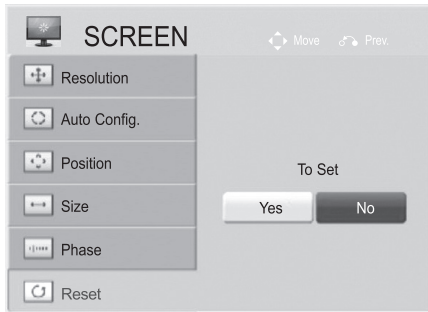 SCREEN
Move Prev.
Resolution
Auto Config.
Position
Size
Phase
Reset
To Set
Yes No